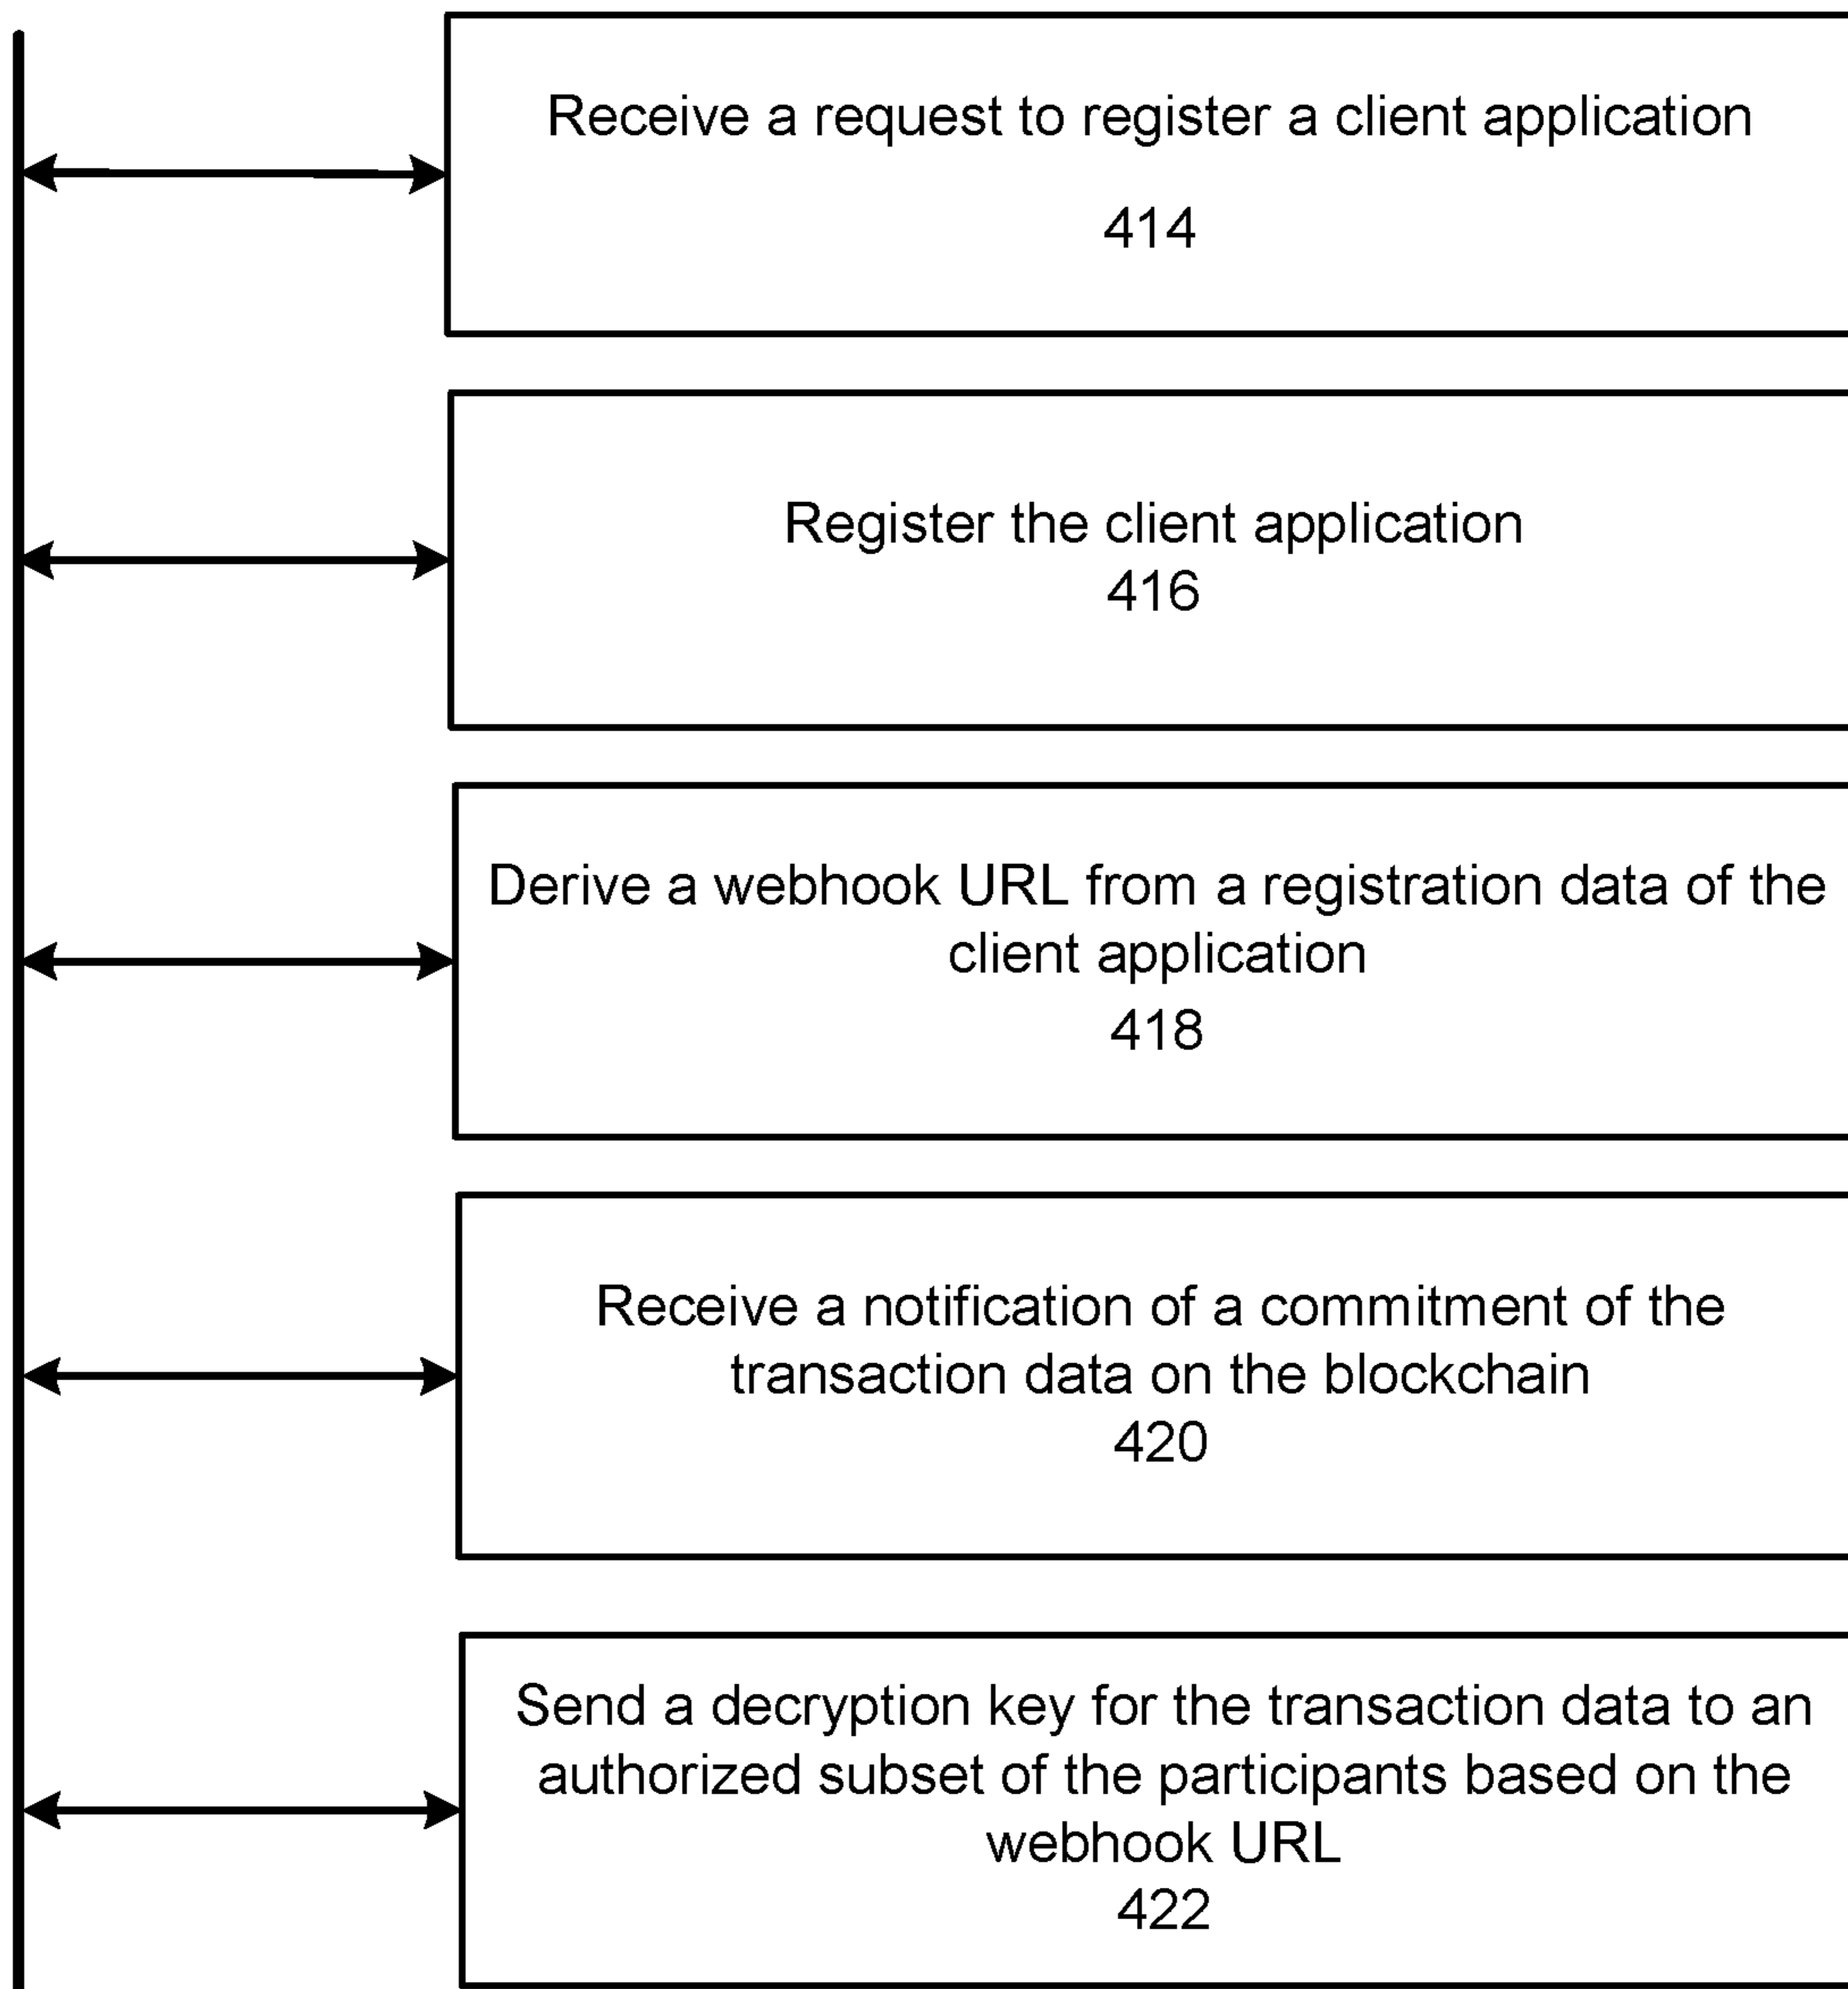 Receive a request to register a client application
414
Register the client application
416
Derive a webhook URL from a registration data of the
client application
418
Receive a notification of a commitment of the
transaction data on the blockchain
420
Send a decryption key for the transaction data to an
authorized subset of the participants based on the
webhook URL
422